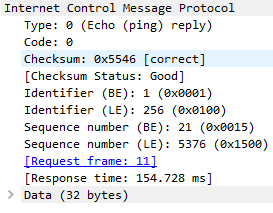 Internet Control Message Protocol
Type: 0 (Echo (ping) reply)
Code: 0
Checksum: 0x5546 [correct]
[Checksum Status: Good]
Identifier (BE): 1 (0x0001)
Identifier (LE): 256 (0x0100)
Sequence number (BE): 21 (0x0015)
Sequence number (LE): 5376 (0x1500)
[Request frame: 11]
[Response time: 154.728 ms]
Data (32 bytes)